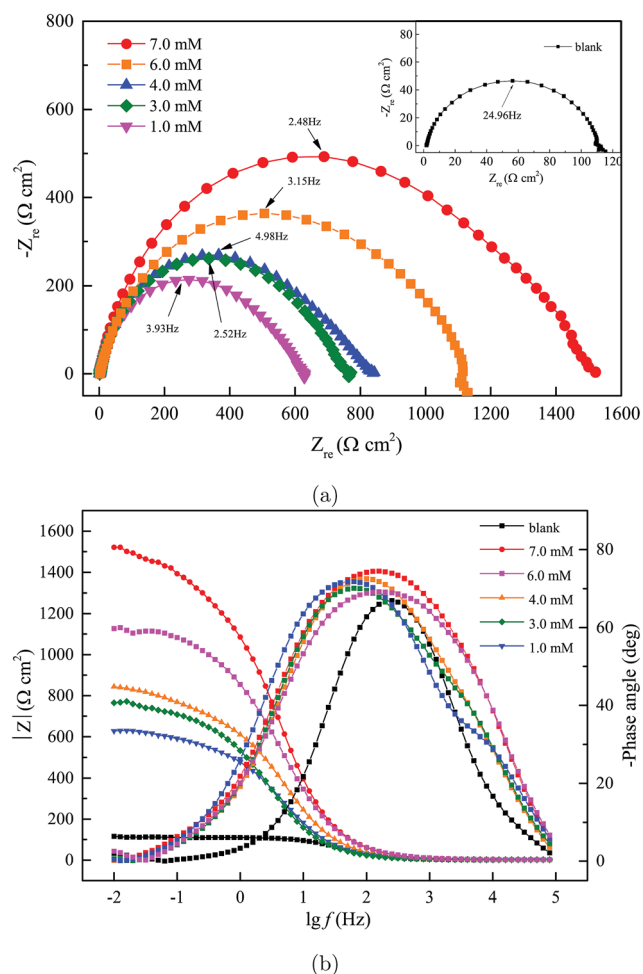 -800
-600
-400
-200
0
-Z_re (Ω cm²)
7.0 mM
6.0 mM
4.0 mM
3.0 mM
1.0 mM
2.48Hz
3.15Hz
4.98Hz
3.93Hz
2.52Hz
0 200 400 600 800 1000 1200 1400 1600
Z_re (Ω cm²)
-80
-60
-40
-20
0
-Z_re (Ω cm²)
blank
24.96Hz
0 20 40 60 80 100 120
Z_re (Ω cm²)
(a)
1600
1400
1200
1000
800
600
400
200
0
|Z| (Ω cm²)
blank
7.0 mM
6.0 mM
4.0 mM
3.0 mM
1.0 mM
80
60
40
20
0
-Phase angle (deg)
-2 -1 0 1 2 3 4 5
lg f (Hz)
(b)